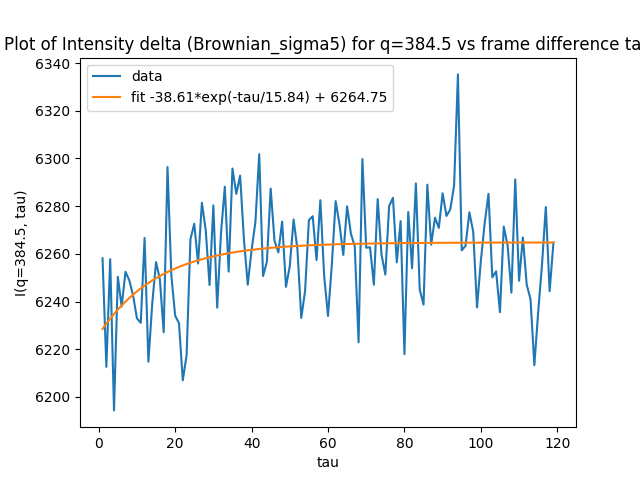 Plot of Intensity delta (Brownian_sigma5) for q=384.5 vs frame difference ta
6340
6320
6300
6280
6260
6240
6220
6200
I(q=384.5, tau)
data
fit -38.61*exp(-tau/15.84) + 6264.75
0 20 40 60 80 100 120
tau